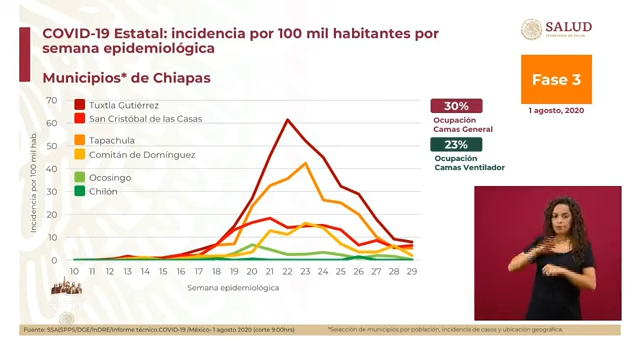 COVID-19 Estatal: incidencia por 100 mil habitantes por
semana epidemiológica
Municipios* de Chiapas
SALUD
SECRETARÍA DE SALUD
Fase 3
1 agosto, 2020
30%
Ocupación
Camas General
23%
Ocupación
Camas Ventilador
Incidencia por 100 mil hab.
70
60
50
40
30
20
10
0
Tuxtla Gutiérrez
San Cristóbal de las Casas
Tapachula
Comitán de Domínguez
Ocosingo
Chilón
10 11 12 13 14 15 16 17 18 19 20 21 22 23 24 25 26 27 28 29
Semana epidemiológica
Fuente: SSA(SPPS/DGE/InDRE/Informe técnico.COVID-19 /México- 1 agosto 2020 (corte 9:00hrs)
*Selección de municipios por población, incidencia de casos y ubicación geográfica.